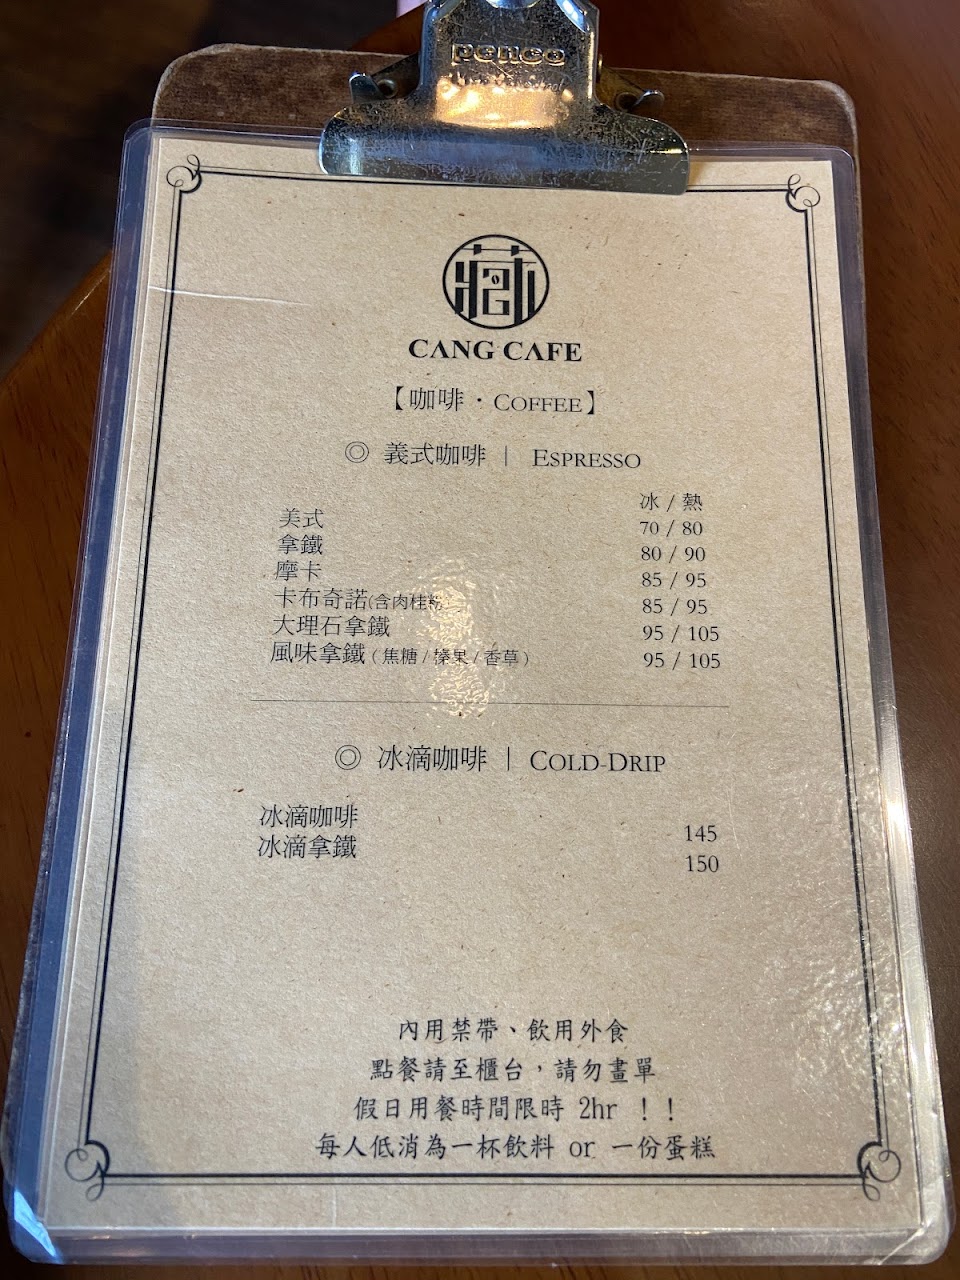 penco
藏
CANG CAFE
【咖啡・COFFEE】
◎ 義式咖啡 | ESPRESSO
冰 / 熱
美式 70 / 80
拿鐵 80 / 90
摩卡 85 / 95
卡布奇諾(含肉桂粉 85 / 95
大理石拿鐵 95 / 105
風味拿鐵 ( 焦糖 / 榛果 / 香草 ) 95 / 105
◎ 冰滴咖啡 | COLD-DRIP
冰滴咖啡 145
冰滴拿鐵 150
內用禁帶、飲用外食
點餐請至櫃台，請勿畫單
假日用餐時間限時 2hr ！！
每人低消為一杯飲料 or 一份蛋糕